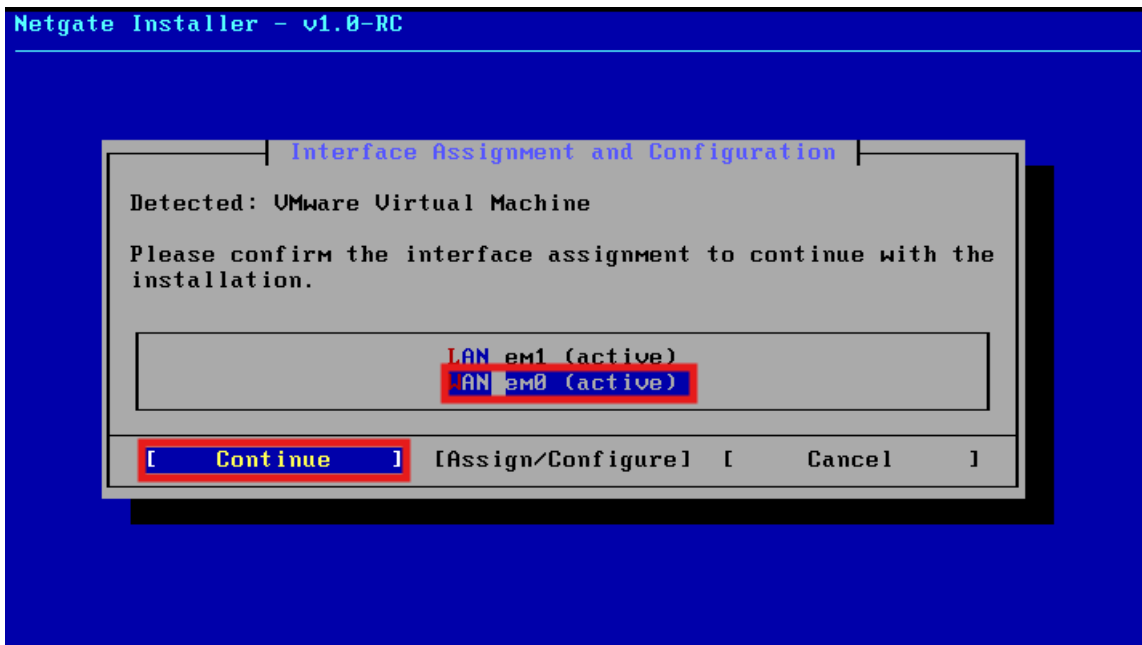 Netgate Installer - v1.0-RC
Interface Assignment and Configuration
Detected: VMware Virtual Machine
Please confirm the interface assignment to continue with the
installation.
LAN em1 (active)
WAN em0 (active)
[ Continue ] [Assign/Configure] [ Cancel ]